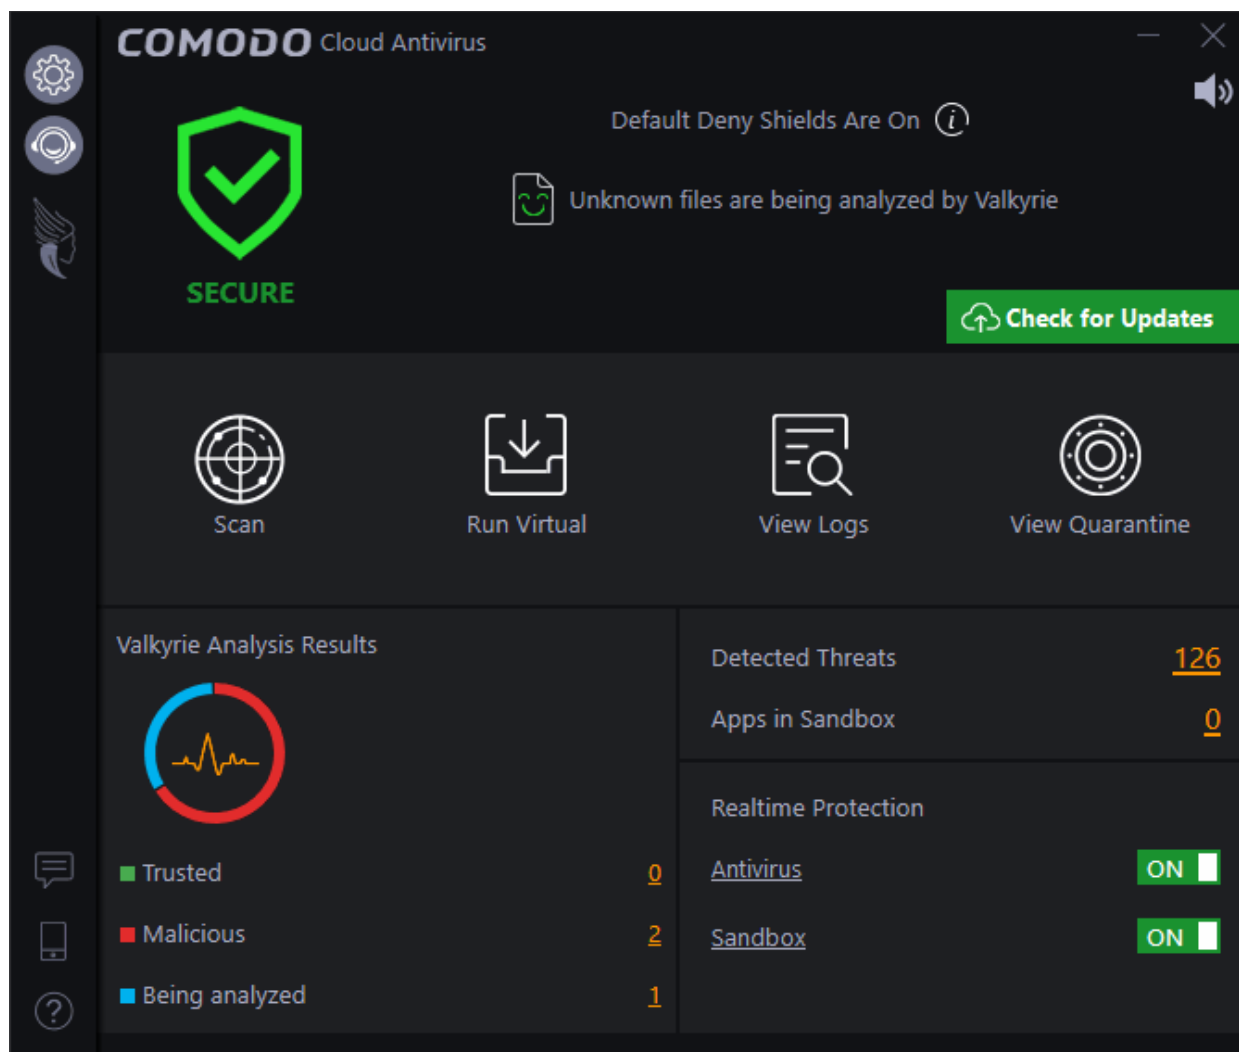 COMODO Cloud Antivirus
Default Deny Shields Are On
Unknown files are being analyzed by Valkyrie
SECURE
Check for Updates
Scan
Run Virtual
View Logs
View Quarantine
Valkyrie Analysis Results
Trusted 0
Malicious 2
Being analyzed 1
Detected Threats 126
Apps in Sandbox 0
Realtime Protection
Antivirus ON
Sandbox ON